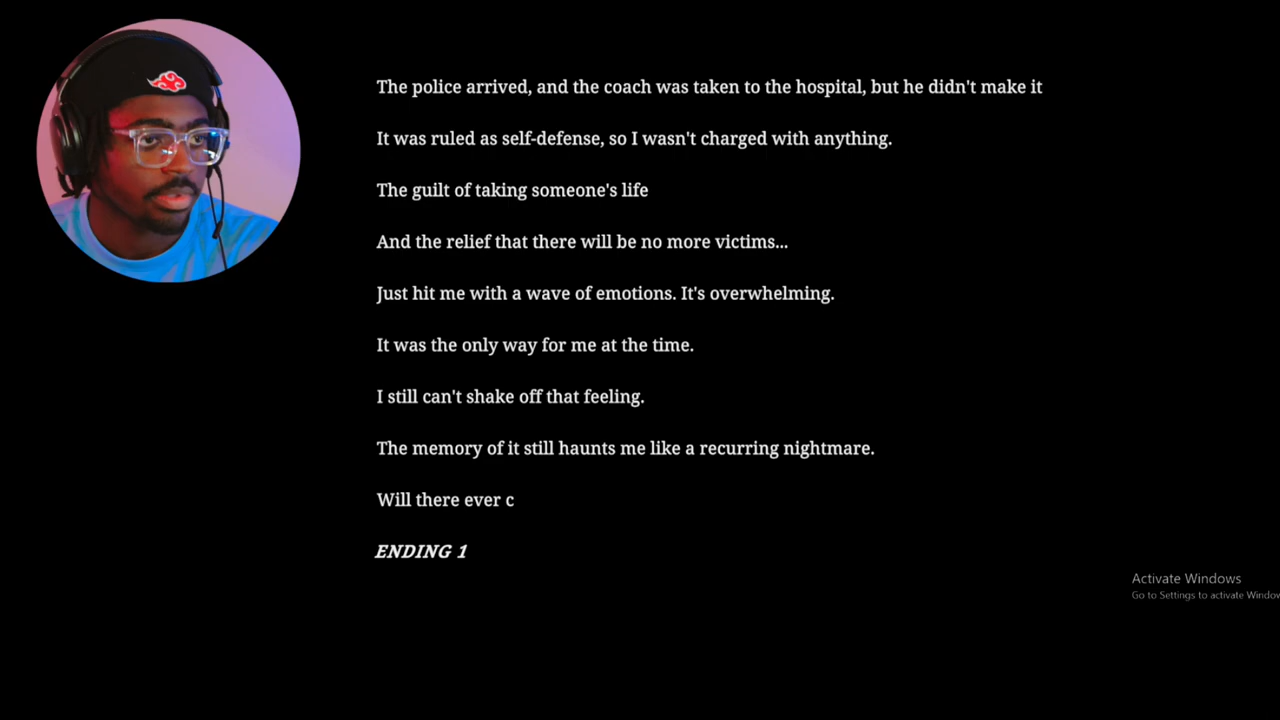 The police arrived, and the coach was taken to the hospital, but he didn't make it
It was ruled as self-defense, so I wasn't charged with anything.
The guilt of taking someone's life
And the relief that there will be no more victims...
Just hit me with a wave of emotions. It's overwhelming.
It was the only way for me at the time.
I still can't shake off that feeling.
The memory of it still haunts me like a recurring nightmare.
Will there ever c
ENDING 1
Activate Windows
Go to Settings to activate Window